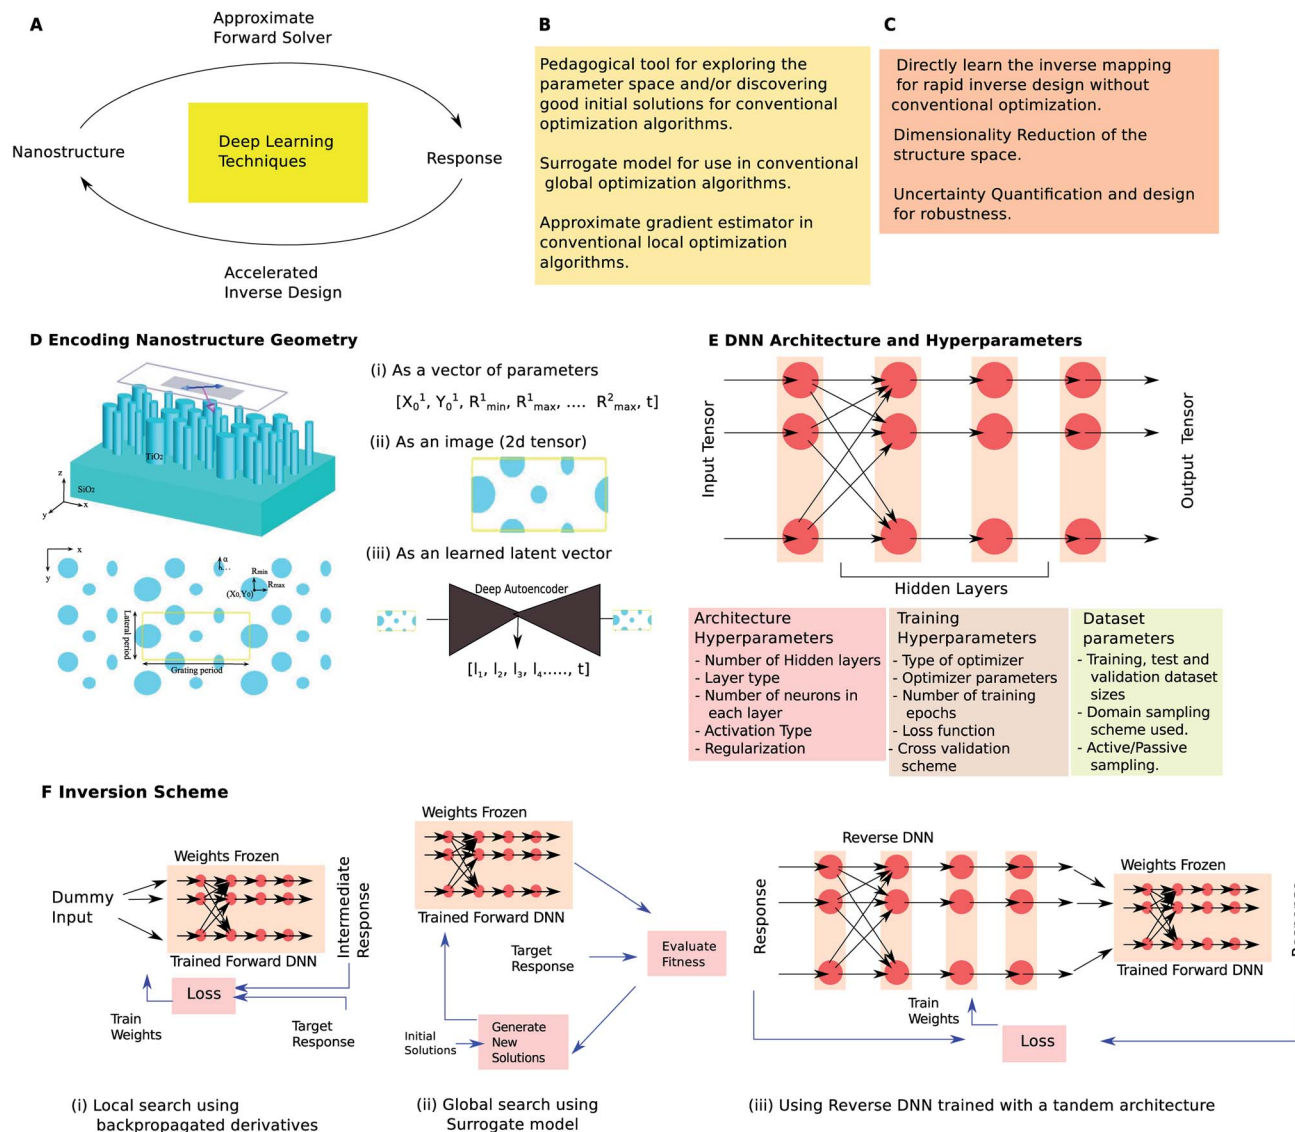 A
Approximate
Forward Solver
Nanostructure
Deep Learning
Techniques
Response
Accelerated
Inverse Design
B
Pedagogical tool for exploring the
parameter space and/or discovering
good initial solutions for conventional
optimization algorithms.
Surrogate model for use in conventional
global optimization algorithms.
Approximate gradient estimator in
conventional local optimization
algorithms.
C
Directly learn the inverse mapping
for rapid inverse design without
conventional optimization.
Dimensionality Reduction of the
structure space.
Uncertainty Quantification and design
for robustness.
D Encoding Nanostructure Geometry
TiO₂
SiO₂
z
x
y
x
y
α
Rmin
Rmax
(X₀,Y₀)
Lateral period
Grating period
(i) As a vector of parameters
[X₀¹, Y₀¹, R¹min, R¹max, .... R²max, t]
(ii) As an image (2d tensor)
(iii) As an learned latent vector
Deep Autoencoder
[l₁, l₂, l₃, l₄....., t]
E DNN Architecture and Hyperparameters
Input Tensor
Output Tensor
Hidden Layers
Architecture
Hyperparameters
- Number of Hidden layers
- Layer type
- Number of neurons in
each layer
- Activation Type
- Regularization
Training
Hyperparameters
- Type of optimizer
- Optimizer parameters
- Number of training
epochs
- Loss function
- Cross validation
scheme
Dataset
parameters
- Training, test and
validation dataset
sizes
- Domain sampling
scheme used.
- Active/Passive
sampling.
F Inversion Scheme
Weights Frozen
Dummy
Input
Trained Forward DNN
Intermediate
Response
Loss
Train
Weights
Target
Response
(i) Local search using
backpropagated derivatives
Weights Frozen
Trained Forward DNN
Target
Response
Evaluate
Fitness
Initial
Solutions
Generate
New
Solutions
(ii) Global search using
Surrogate model
Reverse DNN
Response
Weights Frozen
Trained Forward DNN
Train
Weights
Loss
(iii) Using Reverse DNN trained with a tandem architecture